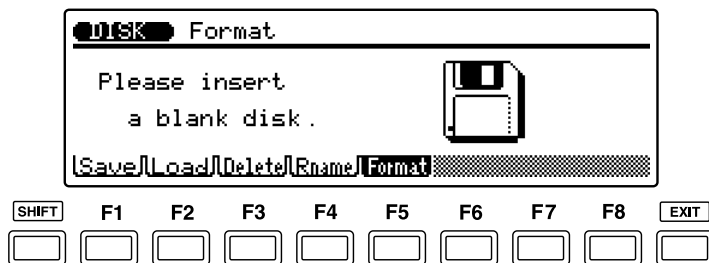 DISK Format
Please insert
a blank disk.
Save Load Delete Rname Format
SHIFT F1 F2 F3 F4 F5 F6 F7 F8 EXIT